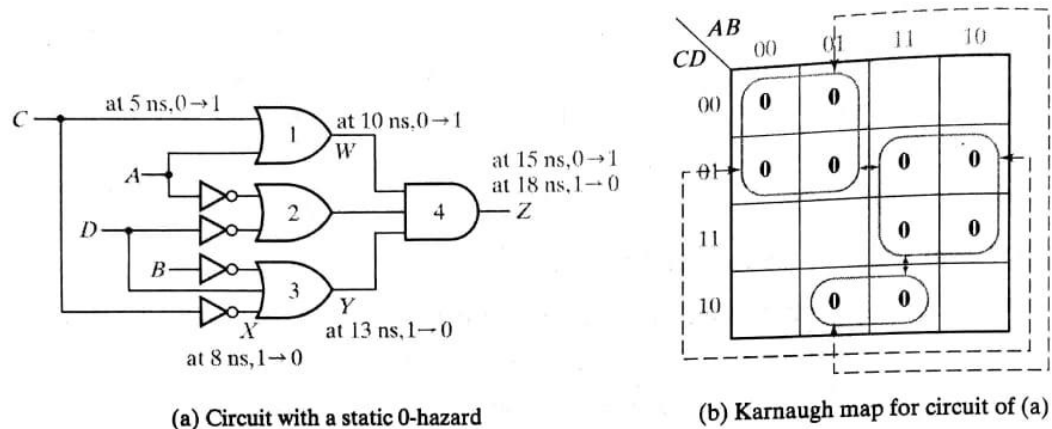 C
at 5 ns,0→1
1
at 10 ns,0→1
W
A
2
D
B
3
X
at 8 ns,1→0
Y
at 13 ns,1→0
4
at 15 ns,0→1
at 18 ns,1→0
Z
(a) Circuit with a static 0-hazard
AB
CD
00 01 11 10
00 0 0
01 0 0 0 0
11 0 0
10 0 0
(b) Karnaugh map for circuit of (a)